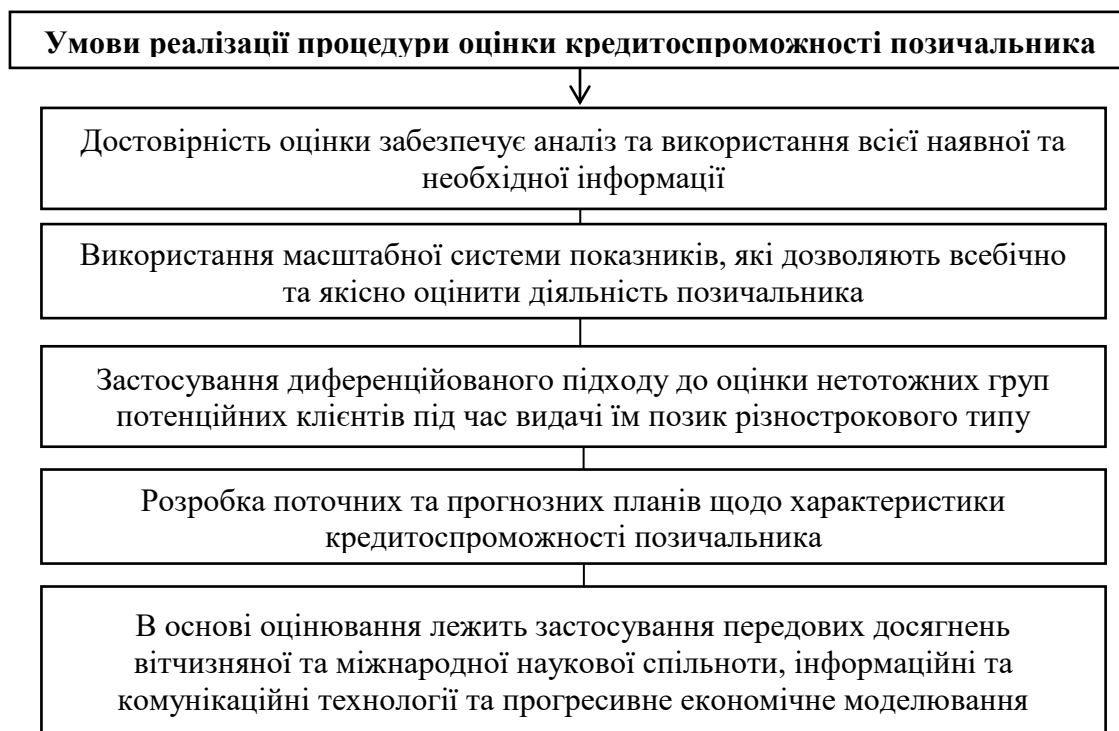 Умови реалізації процедури оцінки кредитоспроможності позичальника
Достовірність оцінки забезпечує аналіз та використання всієї наявної та
необхідної інформації
Використання масштабної системи показників, які дозволяють всебічно
та якісно оцінити діяльність позичальника
Застосування диференційованого підходу до оцінки нетотожних груп
потенційних клієнтів під час видачі їм позик різнострокового типу
Розробка поточних та прогнозних планів щодо характеристики
кредитоспроможності позичальника
В основі оцінювання лежить застосування передових досягнень
вітчизняної та міжнародної наукової спільноти, інформаційні та
комунікаційні технології та прогресивне економічне моделювання